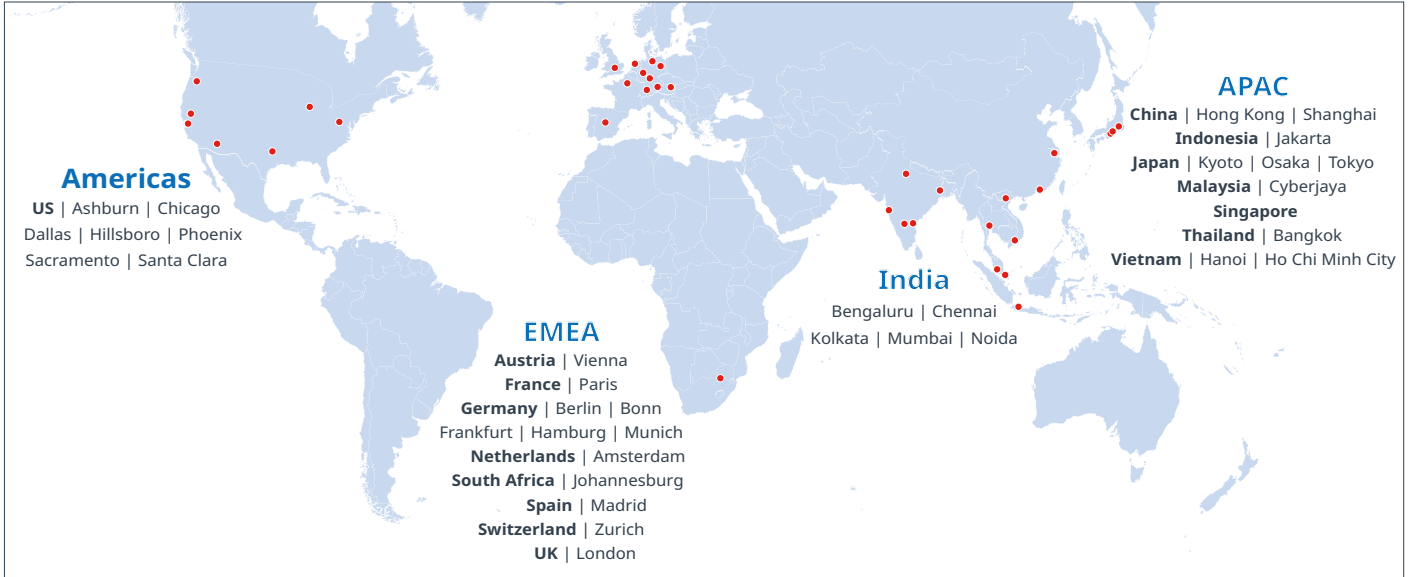 Americas
US | Ashburn | Chicago
Dallas | Hillsboro | Phoenix
Sacramento | Santa Clara
EMEA
Austria | Vienna
France | Paris
Germany | Berlin | Bonn
Frankfurt | Hamburg | Munich
Netherlands | Amsterdam
South Africa | Johannesburg
Spain | Madrid
Switzerland | Zurich
UK | London
India
Bengaluru | Chennai
Kolkata | Mumbai | Noida
APAC
China | Hong Kong | Shanghai
Indonesia | Jakarta
Japan | Kyoto | Osaka | Tokyo
Malaysia | Cyberjaya
Singapore
Thailand | Bangkok
Vietnam | Hanoi | Ho Chi Minh City